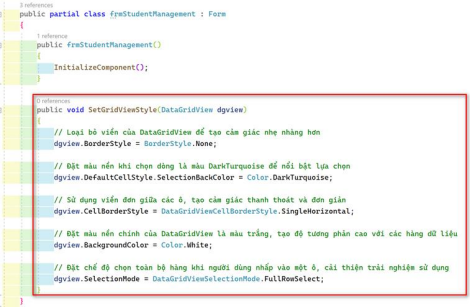 3 references
public partial class frmStudentManagement : Form
{
1 reference
public frmStudentManagement()
{
InitializeComponent();
}
0 references
public void SetGridViewStyle(DataGridView dgview)
{
// Loại bỏ viền của DataGridView để tạo cảm giác nhẹ nhàng hơn
dgview.BorderStyle = BorderStyle.None;
// Đặt màu nền khi chọn dòng là màu DarkTurquoise để nổi bật lựa chọn
dgview.DefaultCellStyle.SelectionBackColor = Color.DarkTurquoise;
// Sử dụng viền đơn giữa các ô, tạo cảm giác thanh thoát và đơn giản
dgview.CellBorderStyle = DataGridViewCellBorderStyle.SingleHorizontal;
// Đặt màu nền chính của DataGridView là màu trắng, tạo độ tương phản cao với các hàng dữ liệu
dgview.BackgroundColor = Color.White;
// Đặt chế độ chọn toàn bộ hàng khi người dùng nhấp vào một ô, cải thiện trải nghiệm sử dụng
dgview.SelectionMode = DataGridViewSelectionMode.FullRowSelect;
}
}